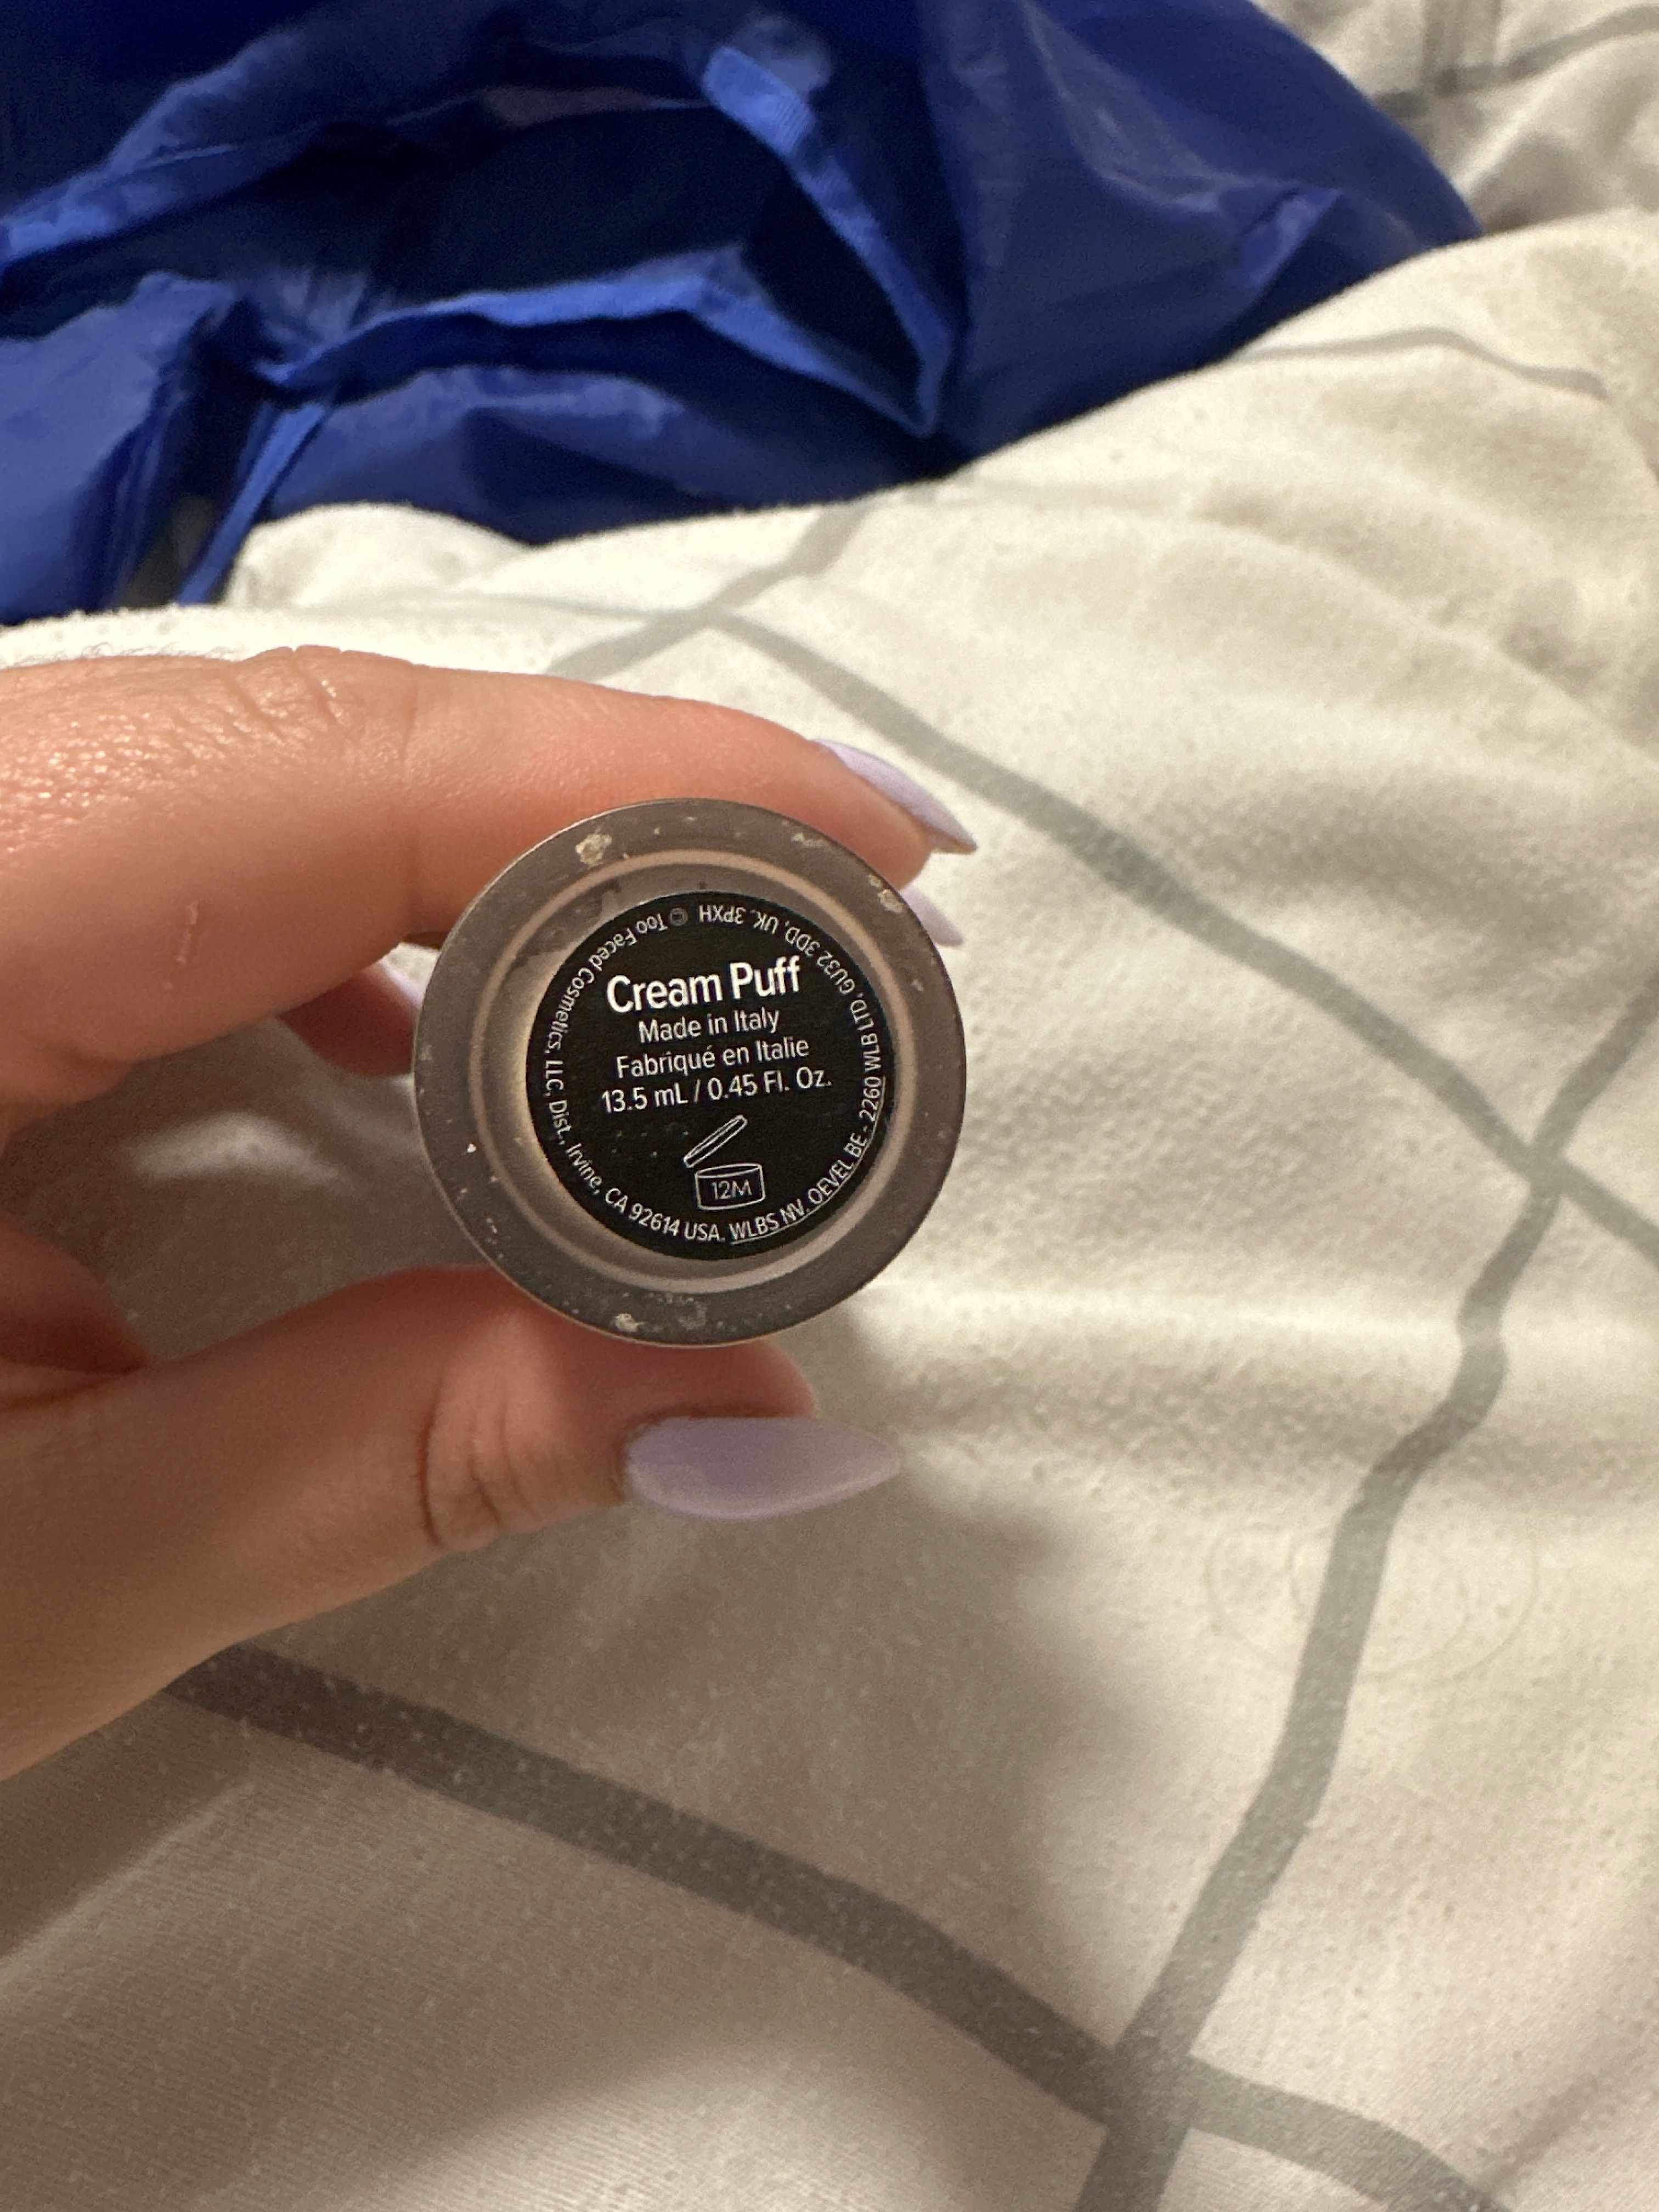 Cream Puff
Made in Italy
Fabriqué en Italie
13.5 mL / 0.45 Fl. Oz.
12M
© Too Faced Cosmetics, LLC, Dist., Irvine, CA 92614 USA. WLBS NV. OEVEL BE - 2260 WLB LTD, GU32 3DD, UK. 3PXH